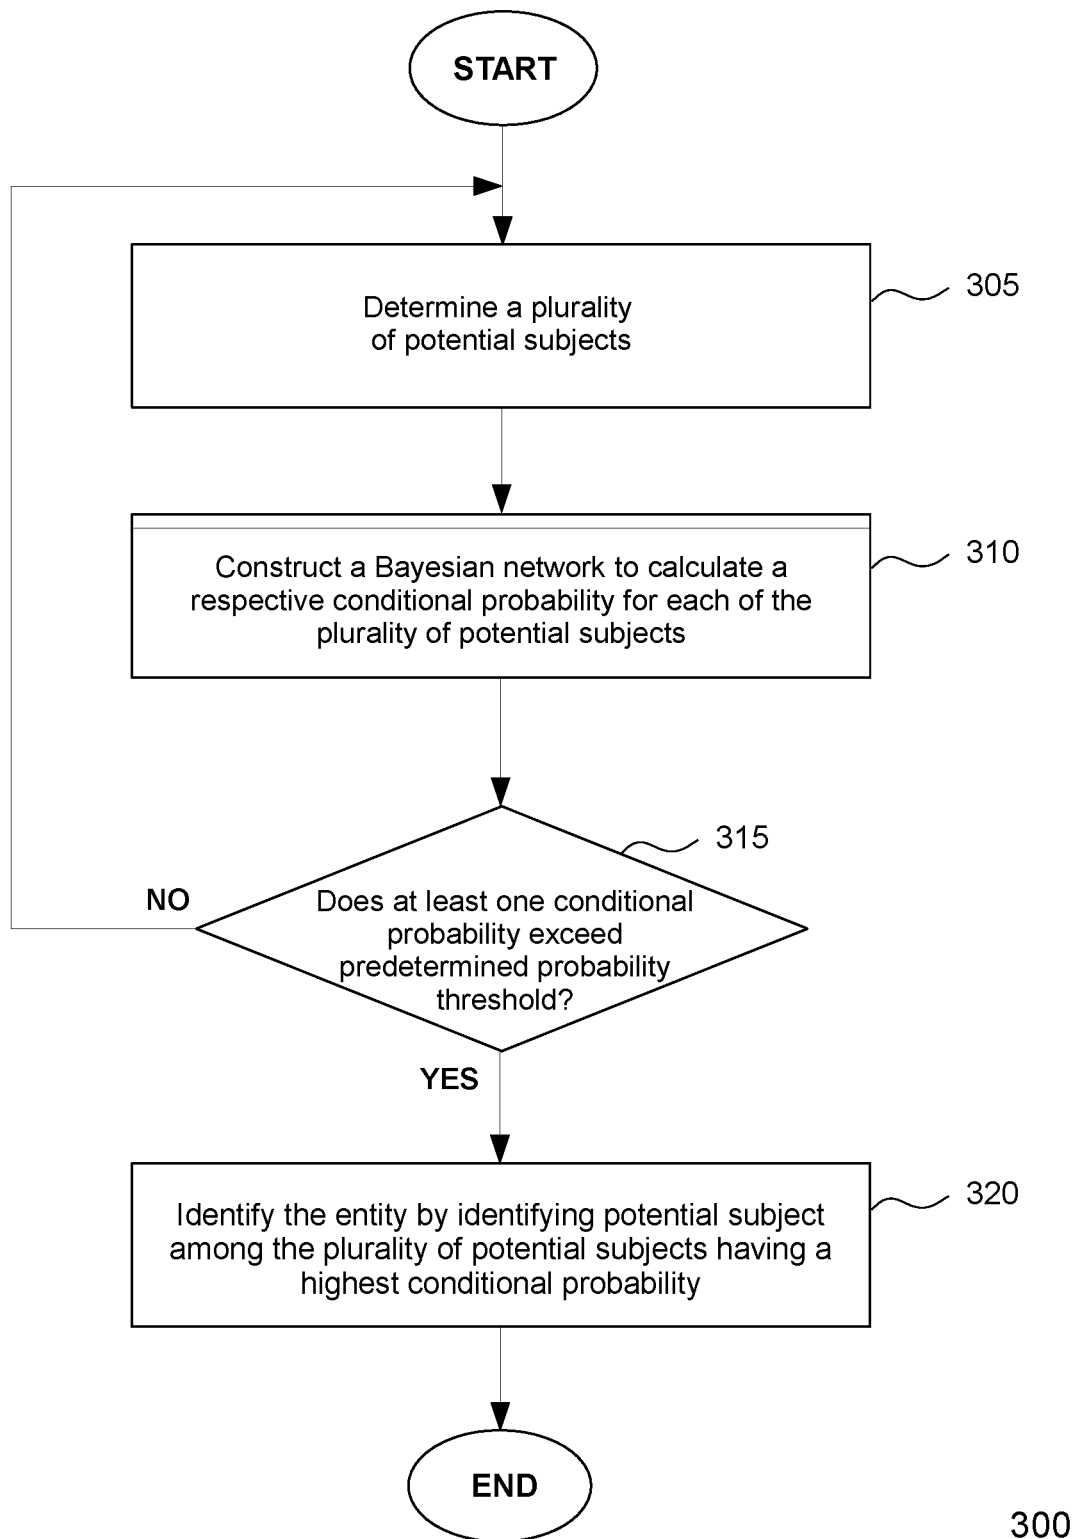 START
Determine a plurality
of potential subjects
305
Construct a Bayesian network to calculate a
respective conditional probability for each of the
plurality of potential subjects
310
315
NO
Does at least one conditional
probability exceed
predetermined probability
threshold?
YES
Identify the entity by identifying potential subject
among the plurality of potential subjects having a
highest conditional probability
320
END
300